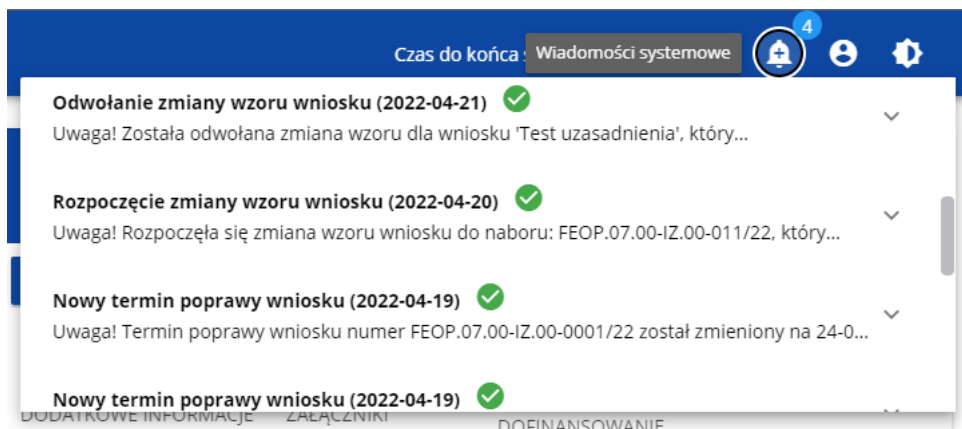 4
Czas do końca
Wiadomości systemowe
Odwołanie zmiany wzoru wniosku (2022-04-21)
Uwaga! Została odwołana zmiana wzoru dla wniosku 'Test uzasadnienia', który...
Rozpoczęcie zmiany wzoru wniosku (2022-04-20)
Uwaga! Rozpoczęła się zmiana wzoru wniosku do naboru: FEOP.07.00-IZ.00-011/22, który...
Nowy termin poprawy wniosku (2022-04-19)
Uwaga! Termin poprawy wniosku numer FEOP.07.00-IZ.00-0001/22 został zmieniony na 24-0...
Nowy termin poprawy wniosku (2022-04-19)
DODATKOWE INFORMACJE ZAŁĄCZNIKI
DOFINANSOWANIE